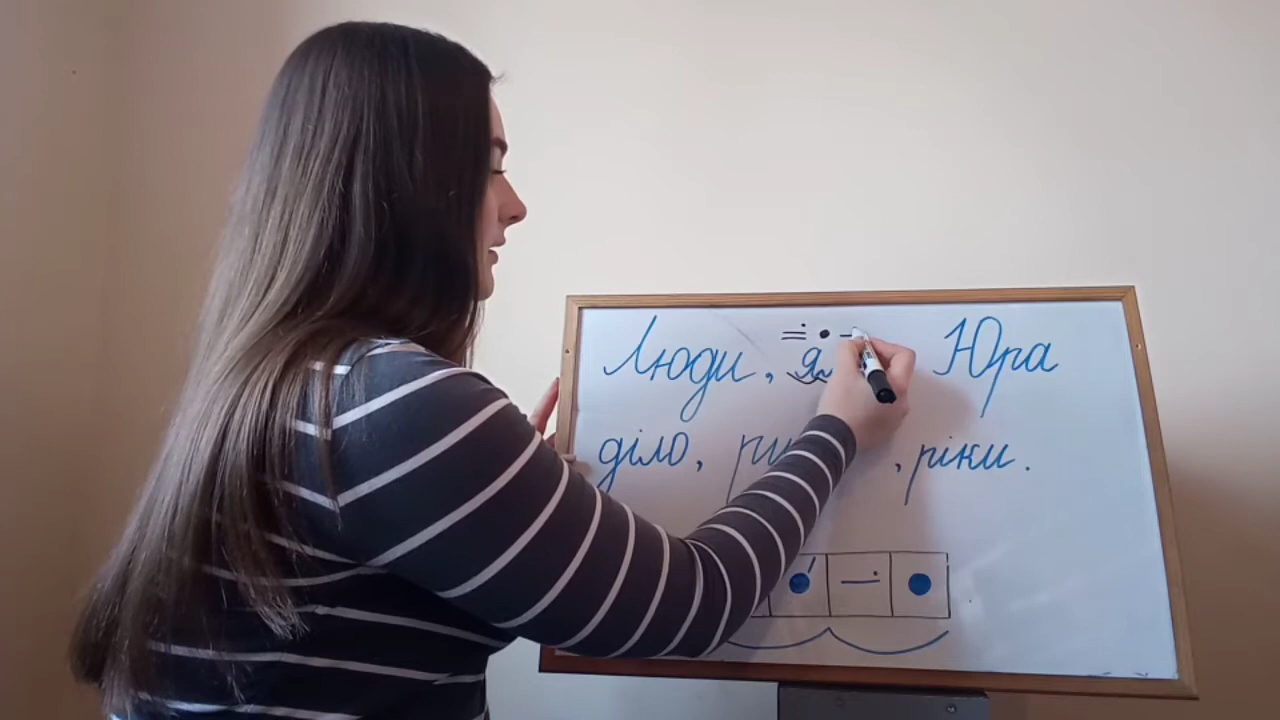 Люди, Юра
діло, , ріки.